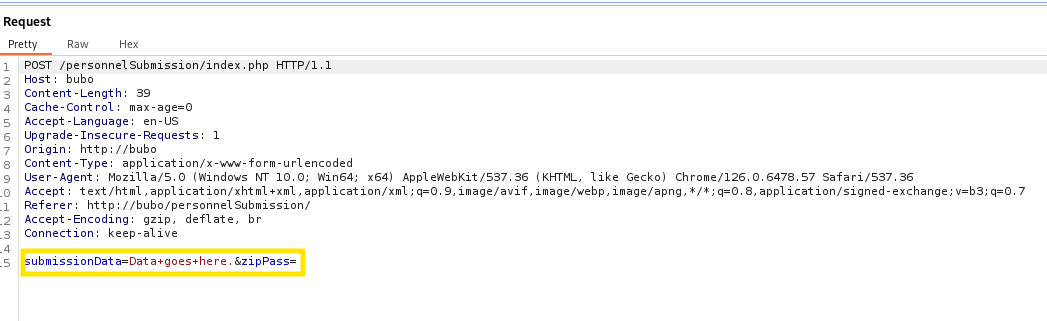 Request
Pretty Raw Hex
1 POST /personnelSubmission/index.php HTTP/1.1
2 Host: bubo
3 Content-Length: 39
4 Cache-Control: max-age=0
5 Accept-Language: en-US
6 Upgrade-Insecure-Requests: 1
7 Origin: http://bubo
8 Content-Type: application/x-www-form-urlencoded
9 User-Agent: Mozilla/5.0 (Windows NT 10.0; Win64; x64) AppleWebKit/537.36 (KHTML, like Gecko) Chrome/126.0.6478.57 Safari/537.36
10 Accept: text/html,application/xhtml+xml,application/xml;q=0.9,image/avif,image/webp,image/apng,*/*;q=0.8,application/signed-exchange;v=b3;q=0.7
11 Referer: http://bubo/personnelSubmission/
12 Accept-Encoding: gzip, deflate, br
13 Connection: keep-alive
14
15 submissionData=Data+goes+here.&zipPass=